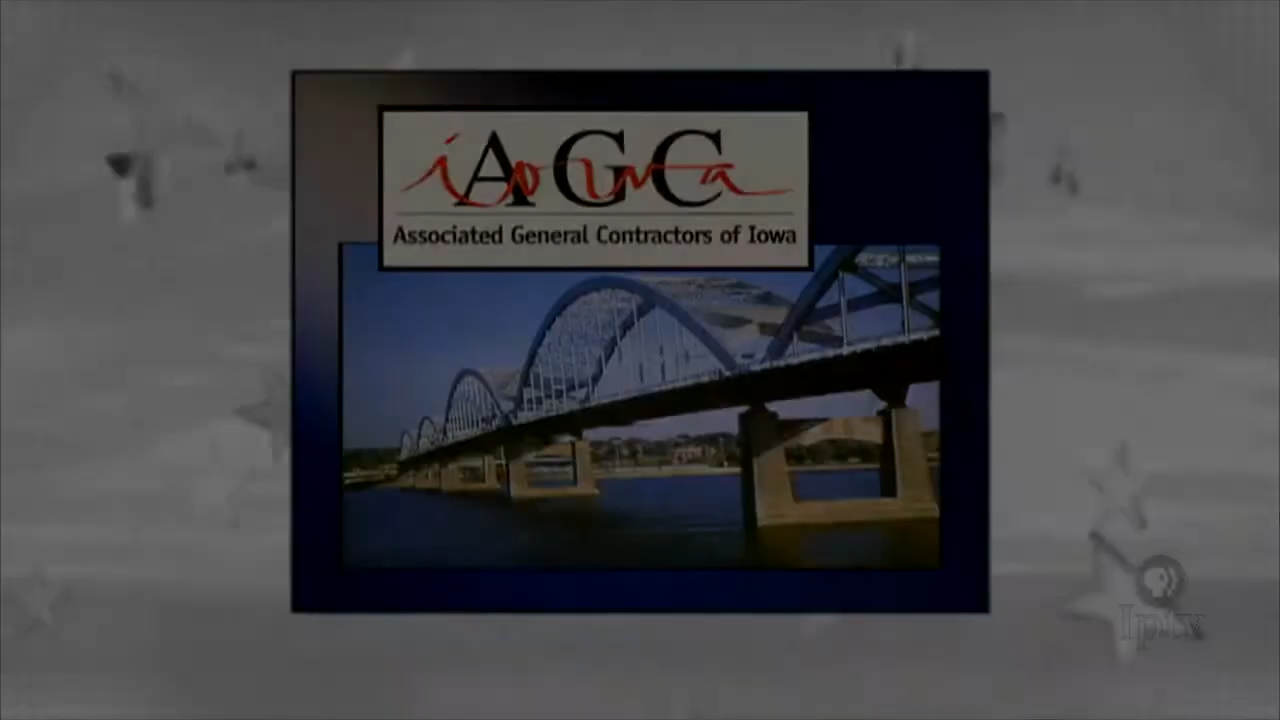 AGC
iowa
Associated General Contractors of Iowa
Iptv